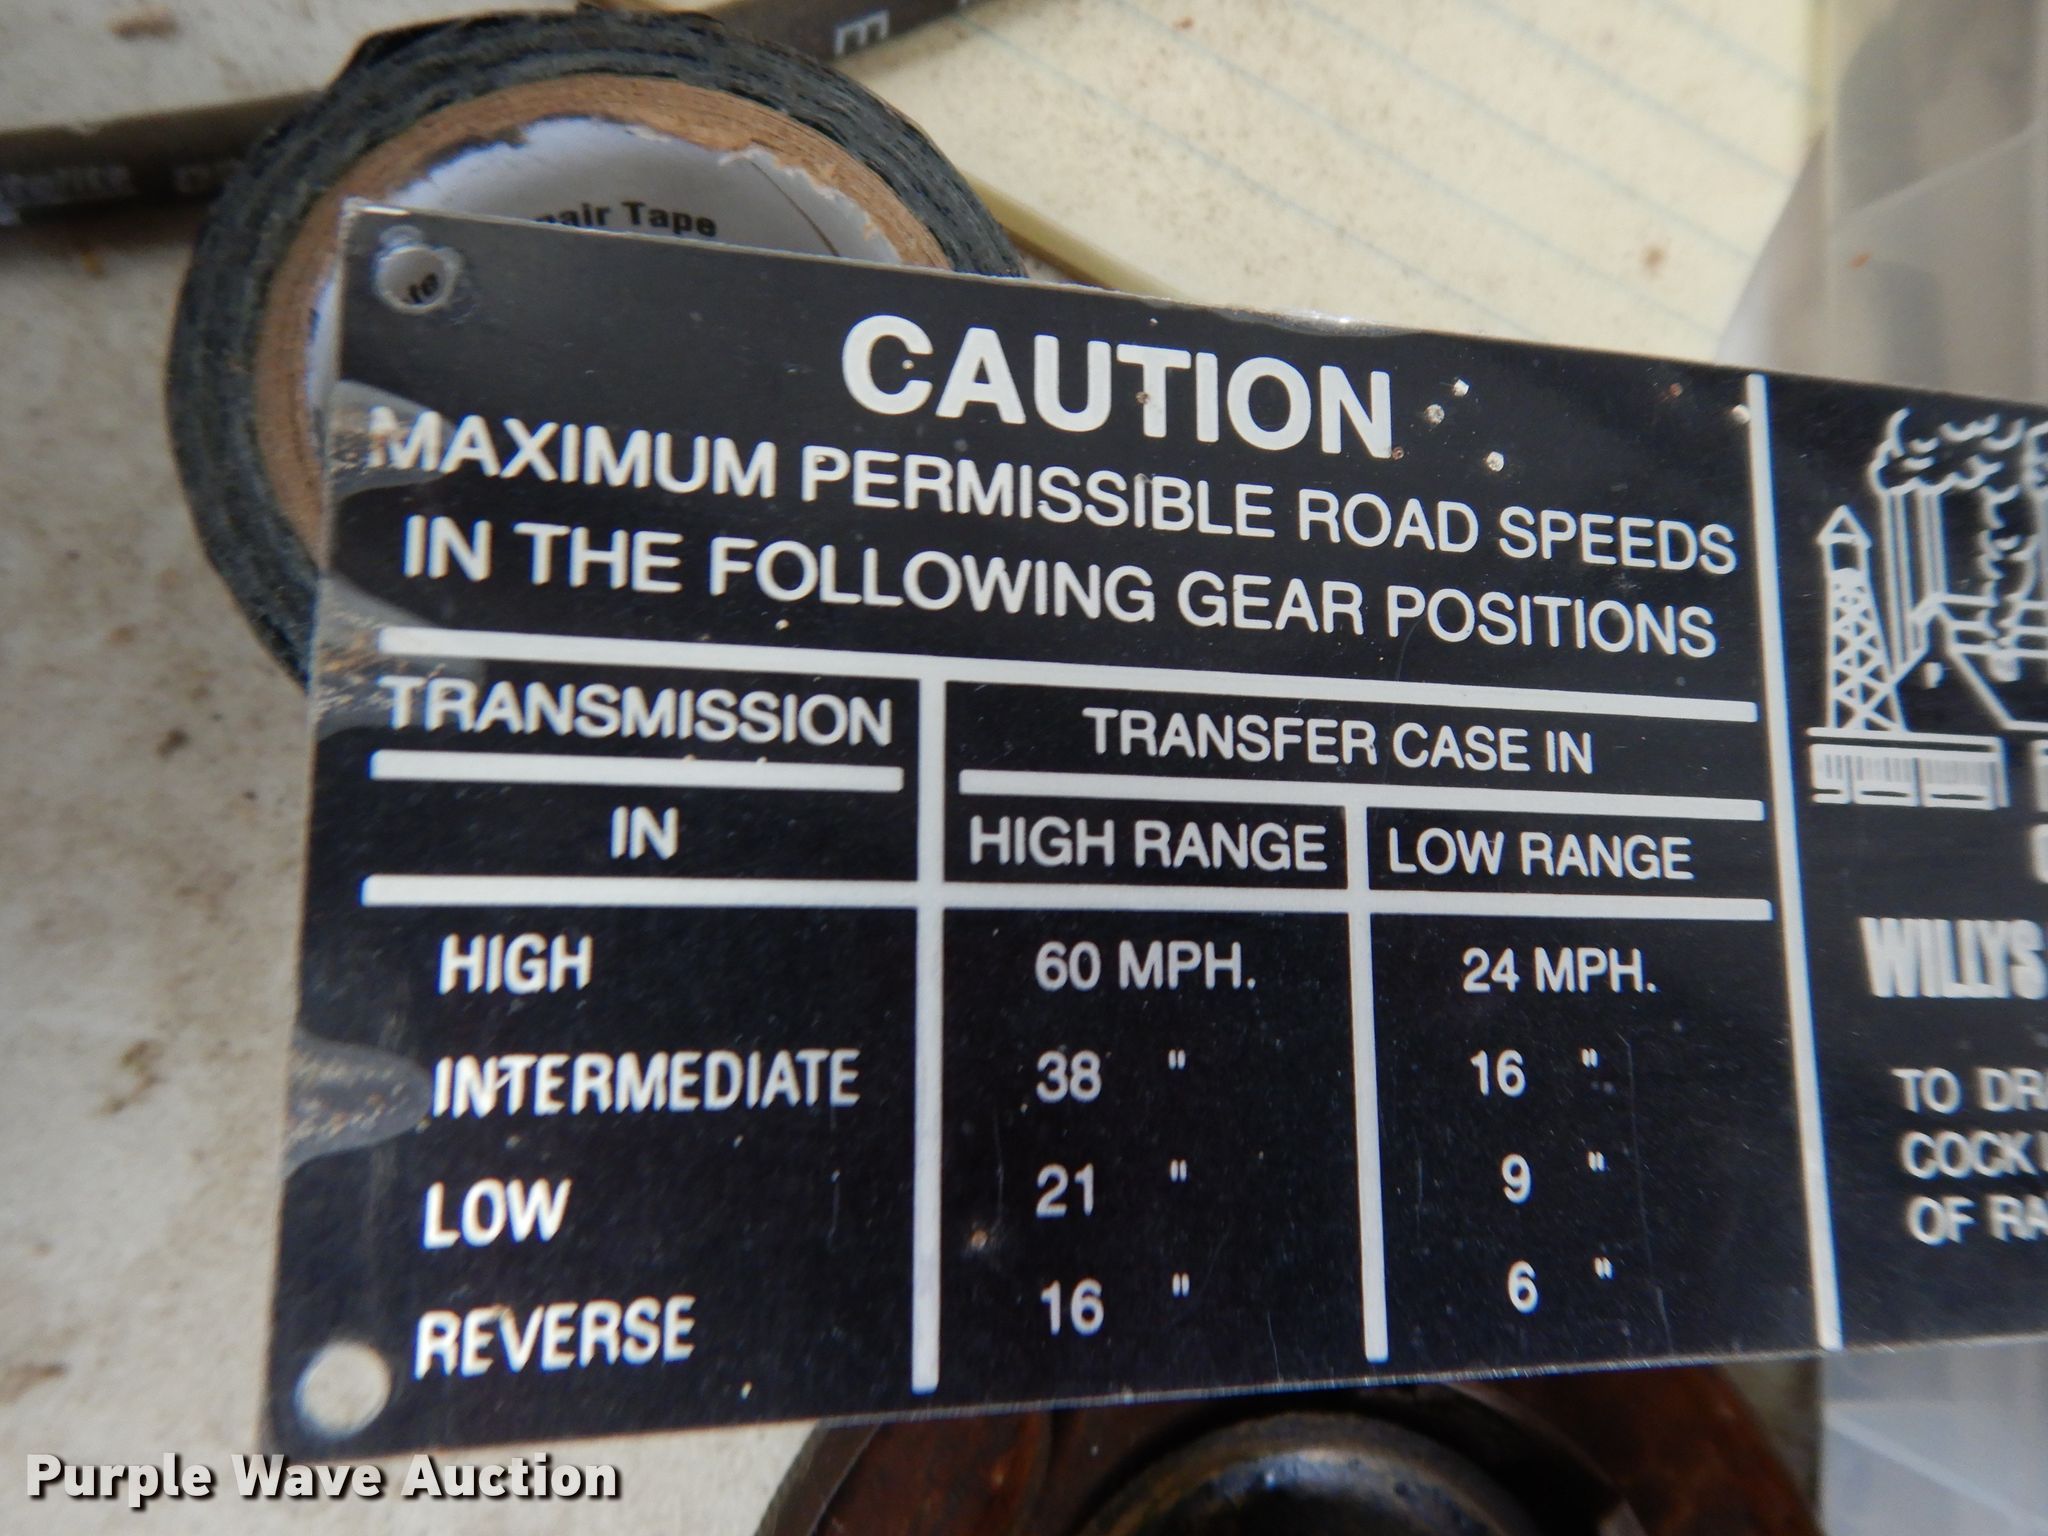 E
pair Tape
CAUTION
MAXIMUM PERMISSIBLE ROAD SPEEDS
IN THE FOLLOWING GEAR POSITIONS
TRANSMISSION
IN
TRANSFER CASE IN
HIGH RANGE LOW RANGE
HIGH 60 MPH. 24 MPH.
INTERMEDIATE 38 " 16 "
LOW 21 " 9 "
REVERSE 16 " 6 "
WILLYS
TO DR
COCK
OF RA
Purple Wave Auction